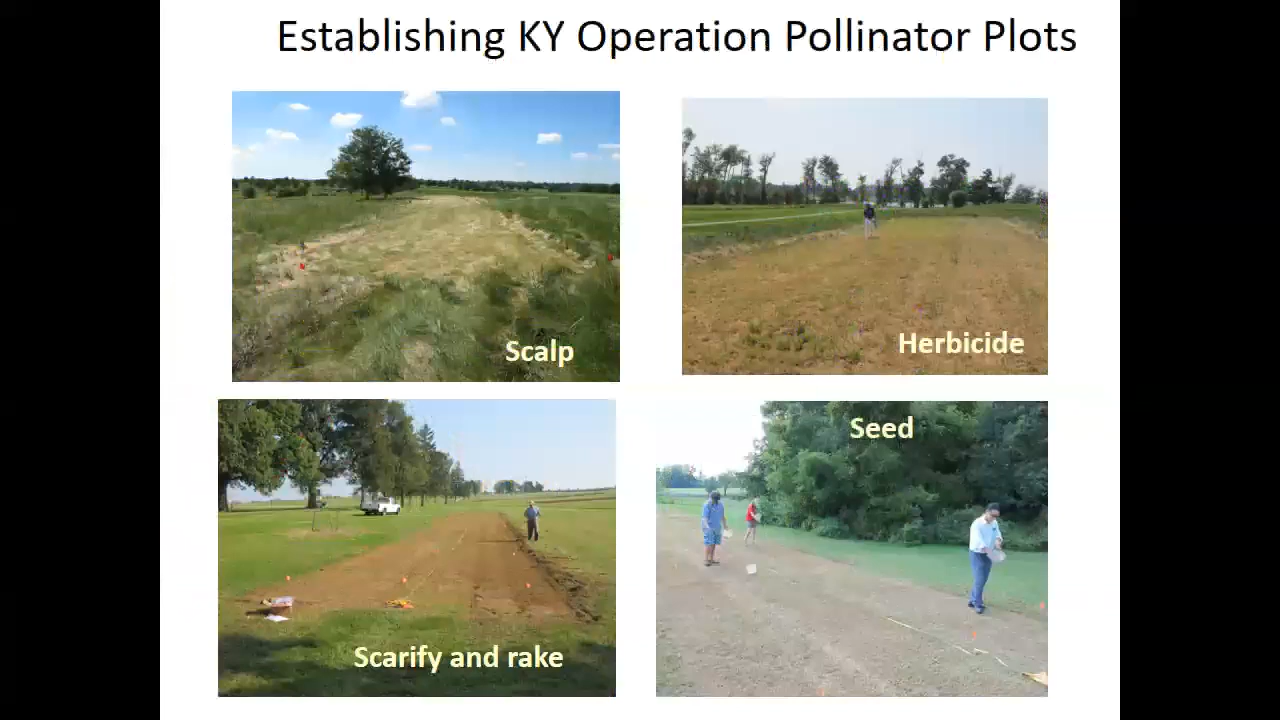 Establishing KY Operation Pollinator Plots
Scalp
Herbicide
Scarify and rake
Seed